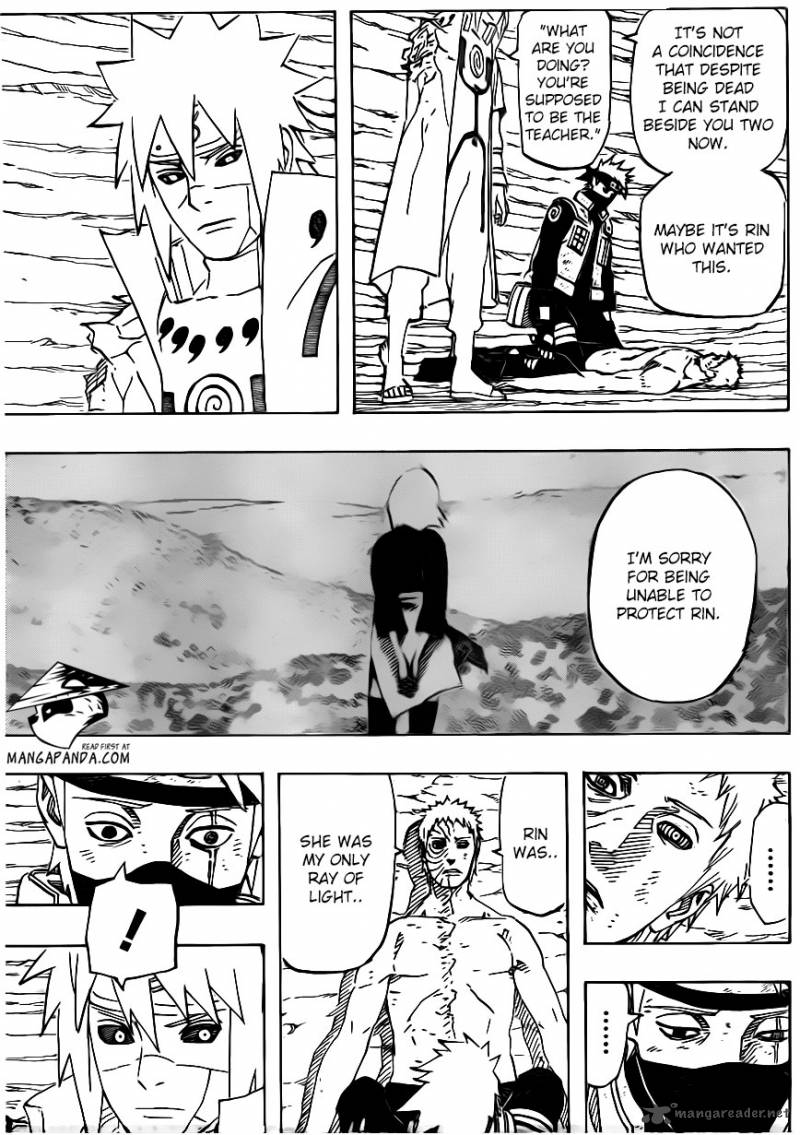 IT'S NOT
A COINCIDENCE
THAT DESPITE
BEING DEAD
I CAN STAND
BESIDE YOU TWO
NOW.
MAYBE IT'S RIN
WHO WANTED
THIS.
"WHAT
ARE YOU
DOING?
YOU'RE
SUPPOSED
TO BE THE
TEACHER."
I'M SORRY
FOR BEING
UNABLE TO
PROTECT RIN.
READ FIRST AT
MANGAPANDA.COM
......
......
RIN
WAS..
SHE WAS
MY ONLY
RAY OF
LIGHT..
!
mangareader.net